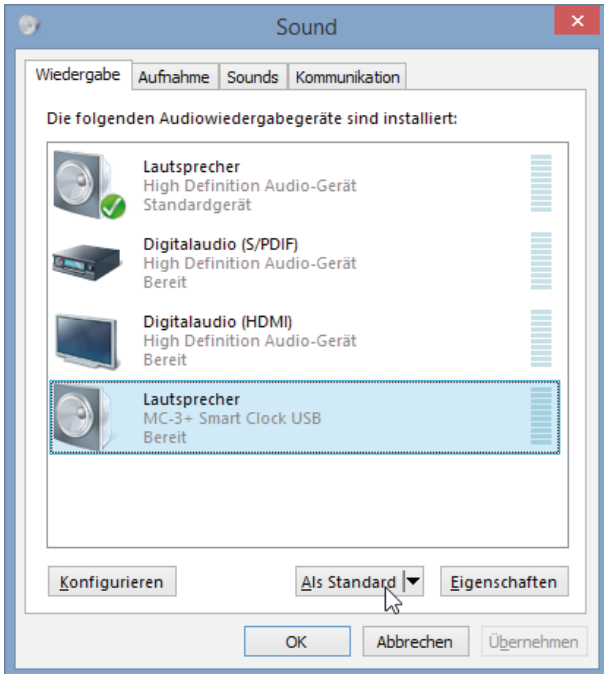 Sound
Wiedergabe Aufnahme Sounds Kommunikation
Die folgenden Audiowiedergabegeräte sind installiert:
Lautsprecher
High Definition Audio-Gerät
Standardgerät
Digitalaudio (S/PDIF)
High Definition Audio-Gerät
Bereit
Digitalaudio (HDMI)
High Definition Audio-Gerät
Bereit
Lautsprecher
MC-3+ Smart Clock USB
Bereit
Konfigurieren Als Standard Eigenschaften
OK Abbrechen Übernehmen